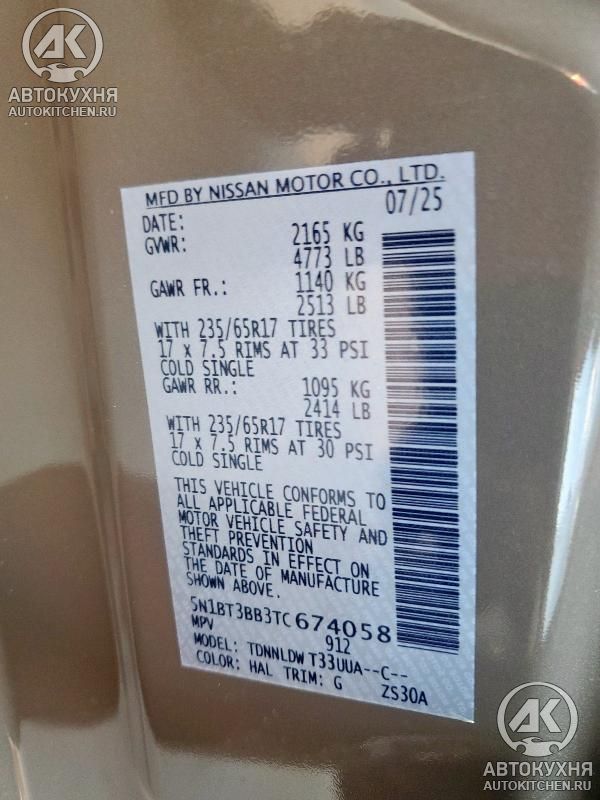 AK
АВТОКУХНЯ
AUTOKITCHEN.RU
MFD BY NISSAN MOTOR CO., LTD.
DATE: 07/25
GVWR: 2165 KG
4773 LB
GAWR FR.: 1140 KG
2513 LB
WITH 235/65R17 TIRES
17 x 7.5 RIMS AT 33 PSI
COLD SINGLE
GAWR RR.: 1095 KG
2414 LB
WITH 235/65R17 TIRES
17 x 7.5 RIMS AT 30 PSI
COLD SINGLE
THIS VEHICLE CONFORMS TO
ALL APPLICABLE FEDERAL
MOTOR VEHICLE SAFETY AND
THEFT PREVENTION
STANDARDS IN EFFECT ON
THE DATE OF MANUFACTURE
SHOWN ABOVE.
5N1BT3BB3TC674058
MPV 912
MODEL: TDNNLDW T33UUA--C--
COLOR: HAL TRIM: G ZS30A
AK
АВТОКУХНЯ
AUTOKITCHEN.RU